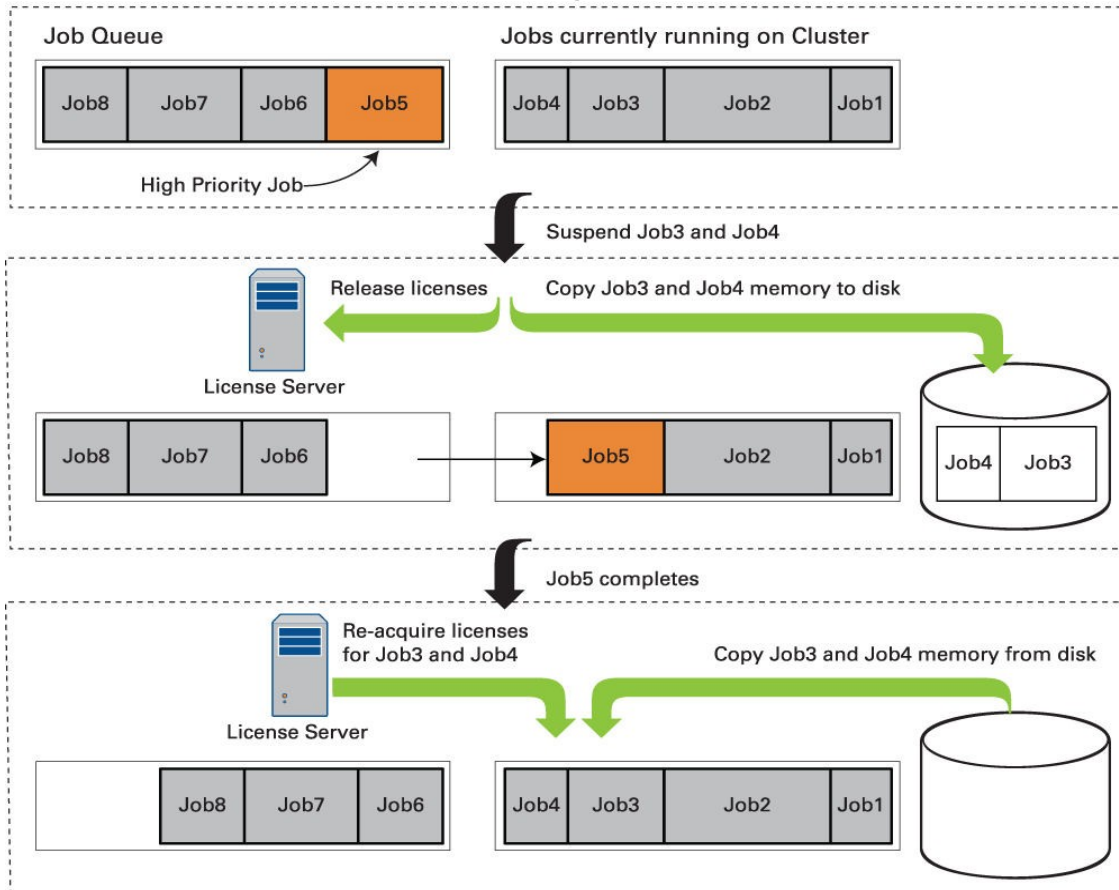 Job Queue
Jobs currently running on Cluster
Job8 Job7 Job6 Job5
Job4 Job3 Job2 Job1
High Priority Job
Suspend Job3 and Job4
Release licenses
Copy Job3 and Job4 memory to disk
License Server
Job8 Job7 Job6
Job5 Job2 Job1
Job4 Job3
Job5 completes
Re-acquire licenses
for Job3 and Job4
Copy Job3 and Job4 memory from disk
License Server
Job8 Job7 Job6
Job4 Job3 Job2 Job1